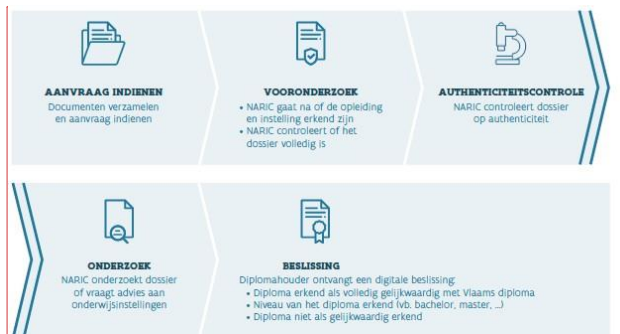 AANVRAAG INDIENEN
Documenten verzamelen
en aanvraag indienen
VOORONDERZOEK
• NARIC gaat na of de opleiding
en instelling erkend zijn
• NARIC controleert of het
dossier volledig is
AUTHENTICITEITSCONTROLE
NARIC controleert dossier
op authenticiteit
ONDERZOEK
NARIC onderzoekt dossier
of vraagt advies aan
onderwijsinstellingen
BESLISSING
Diplomahouder ontvangt een digitale beslissing:
• Diploma erkend als volledig gelijkwaardig met Vlaams diploma
• Niveau van het diploma erkend (vb. bachelor, master, ...)
• Diploma niet als gelijkwaardig erkend